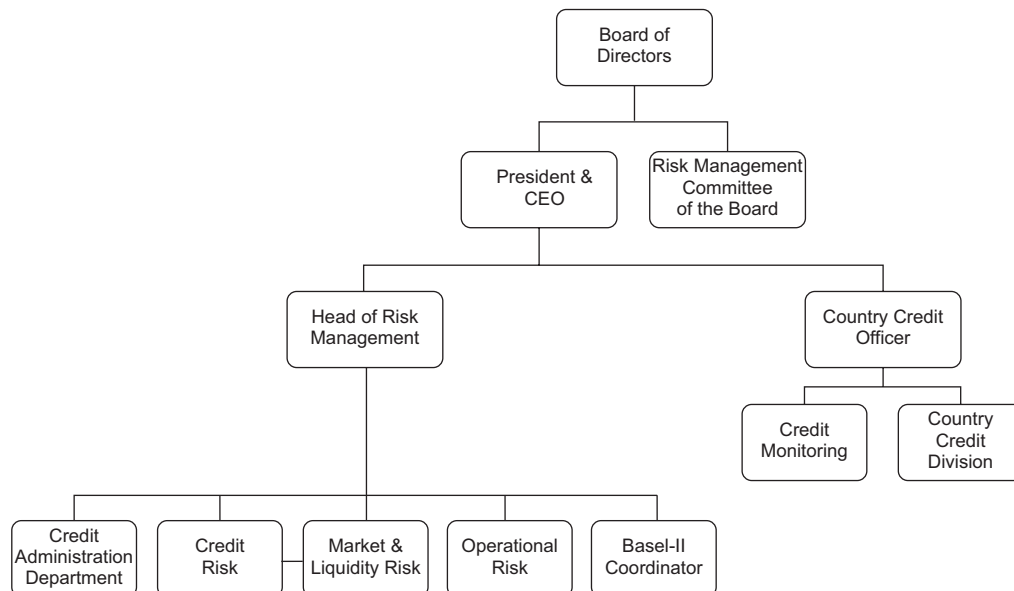 Board of
Directors
President &
CEO
Risk Management
Committee
of the Board
Head of Risk
Management
Country Credit
Officer
Credit
Monitoring
Country
Credit
Division
Credit
Administration
Department
Credit
Risk
Market &
Liquidity Risk
Operational
Risk
Basel-II
Coordinator